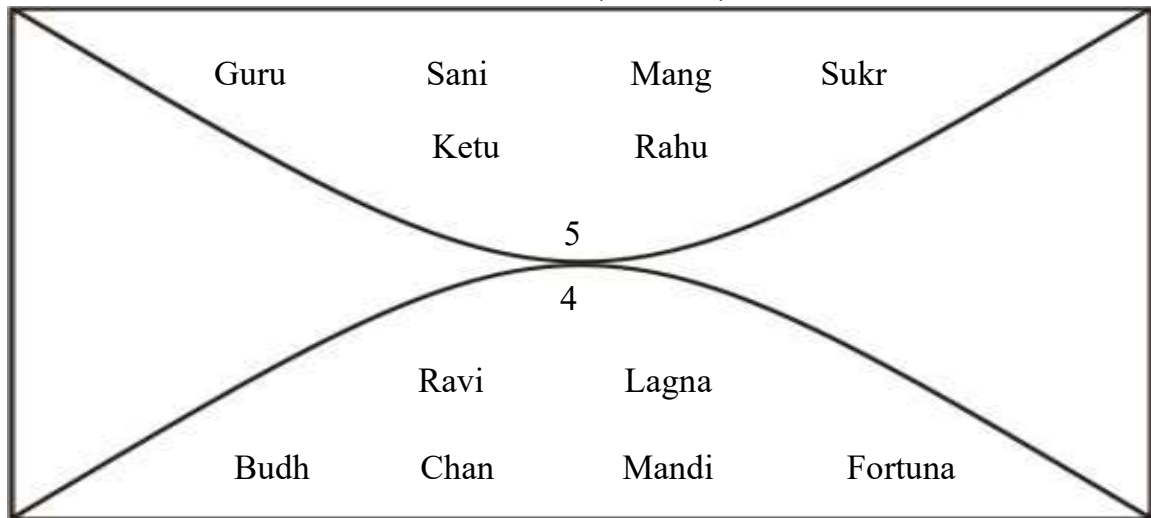 Guru Sani Mang Sukr
Ketu Rahu
5
4
Ravi Lagna
Budh Chan Mandi Fortuna